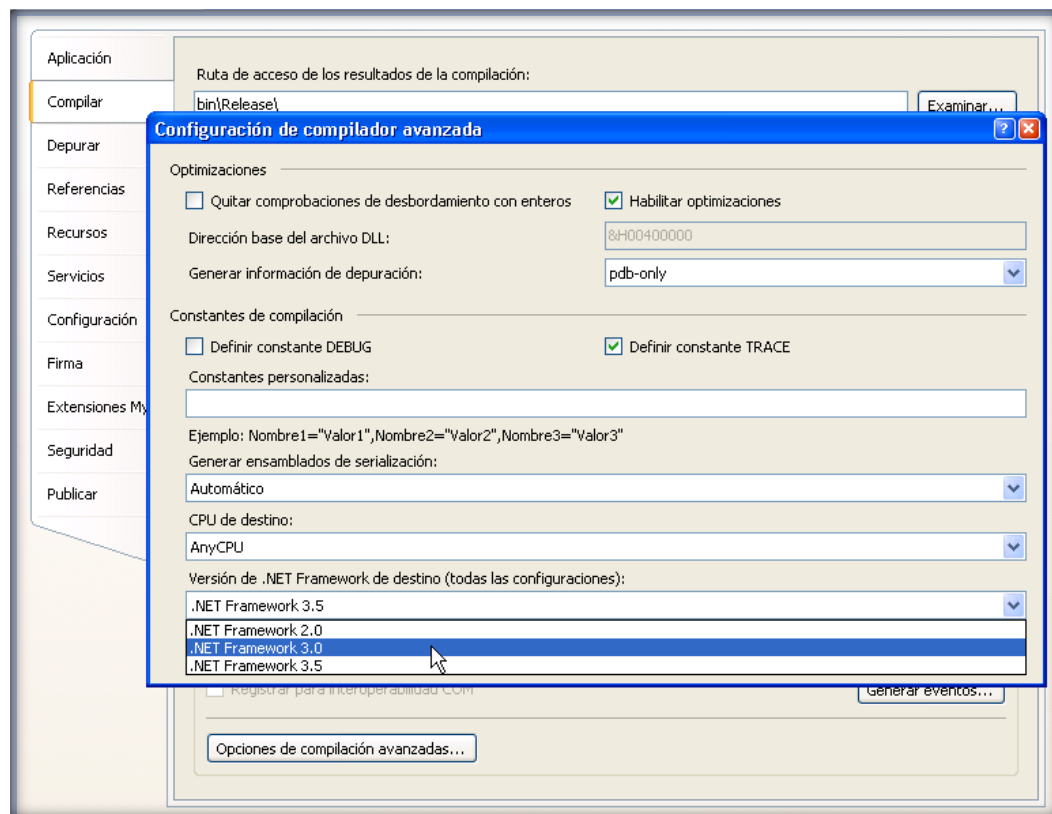 Aplicación
Compilar
Depurar
Referencias
Recursos
Servicios
Configuración
Firma
Extensiones My
Seguridad
Publicar
Ruta de acceso de los resultados de la compilación:
bin\Release\
Examinar...
Configuración de compilador avanzada
Optimizaciones
Quitar comprobaciones de desbordamiento con enteros
Habilitar optimizaciones
Dirección base del archivo DLL:
&H00400000
Generar información de depuración:
pdb-only
Constantes de compilación
Definir constante DEBUG
Definir constante TRACE
Constantes personalizadas:
Ejemplo: Nombre1="Valor1",Nombre2="Valor2",Nombre3="Valor3"
Generar ensamblados de serialización:
Automático
CPU de destino:
AnyCPU
Versión de .NET Framework de destino (todas las configuraciones):
.NET Framework 3.5
.NET Framework 2.0
.NET Framework 3.0
.NET Framework 3.5
Registrar para interoperabilidad COM
Generar eventos...
Opciones de compilación avanzadas...